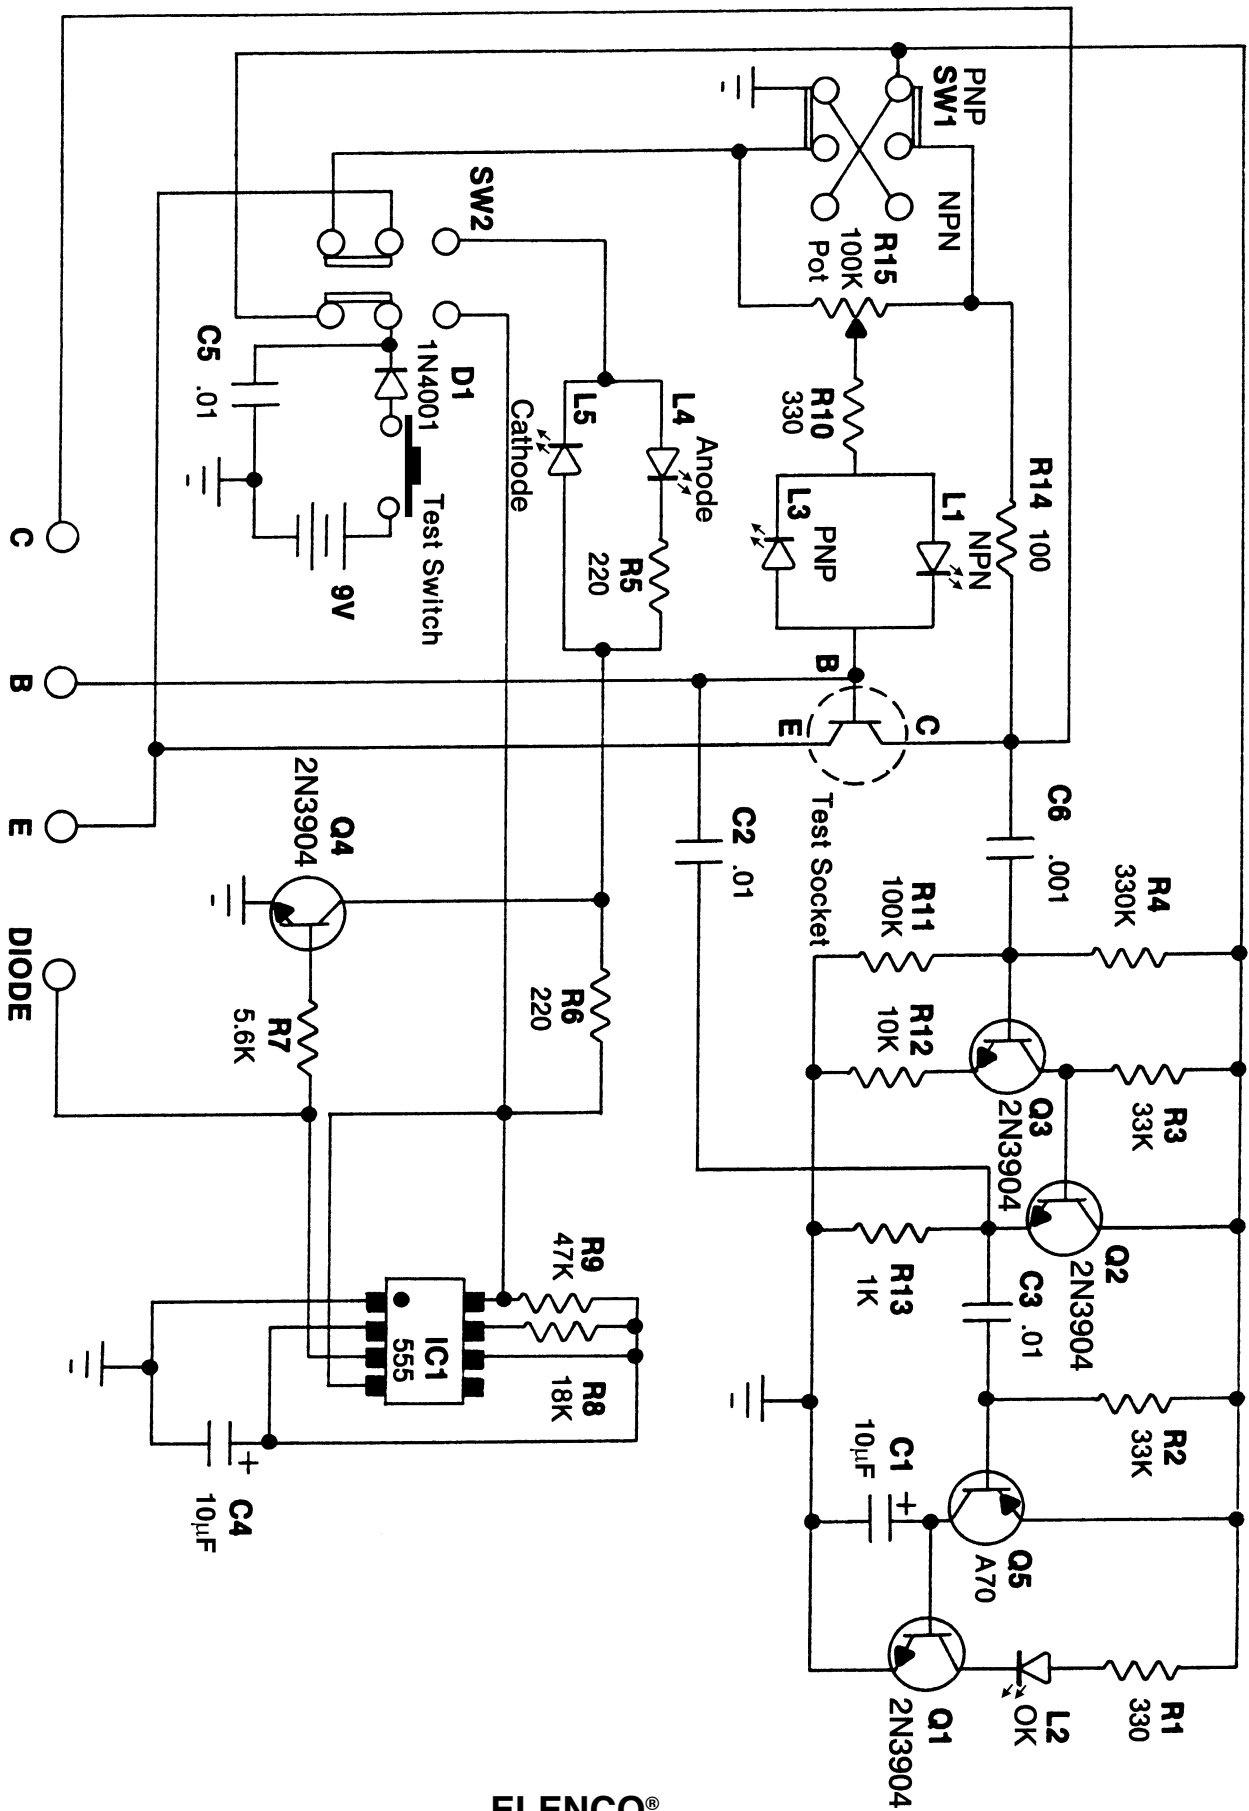 PNP
SW1
NPN
R15
100K
Pot
SW2
R10
330
R14 100
L1
NPN
L3
PNP
D1
1N4001
C5 .01
L4
Anode
L5
Cathode
R5
220
Test Switch
9V
C
B
E
DIODE
B
C
E
Test Socket
C6 .001
C2 .01
R4
330K
R11
100K
R12
10K
Q3
2N3904
R3
33K
Q2
2N3904
R13
1K
C3 .01
R2
33K
C1
+
10µF
Q5
A70
R1
330
L2
OK
Q1
2N3904
Q4
2N3904
R7
5.6K
R6
220
R9
47K
R8
18K
IC1
555
+
C4
10µF
ELENCO®